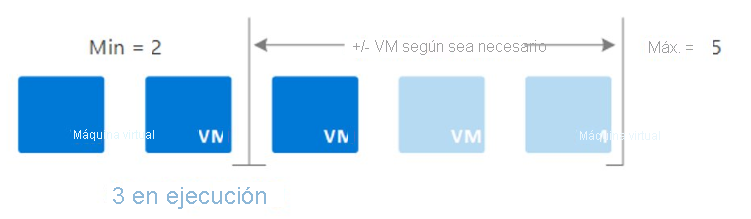 Min = 2
+/- VM según sea necesario
Máx. = 5
Máquina virtual
VM
VM
VM
Máquina virtual
3 en ejecución